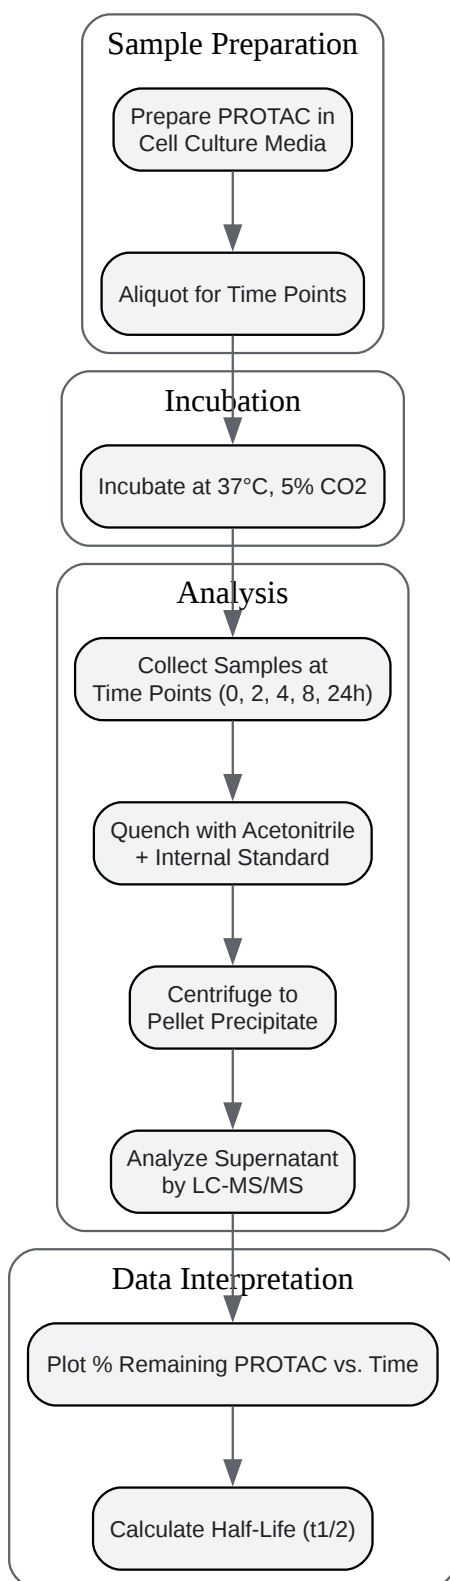 Sample Preparation
Prepare PROTAC in
Cell Culture Media
Aliquot for Time Points
Incubation
Incubate at 37°C, 5% CO2
Analysis
Collect Samples at
Time Points (0, 2, 4, 8, 24h)
Quench with Acetonitrile
+ Internal Standard
Centrifuge to
Pellet Precipitate
Analyze Supernatant
by LC-MS/MS
Data Interpretation
Plot % Remaining PROTAC vs. Time
Calculate Half-Life (t1/2)